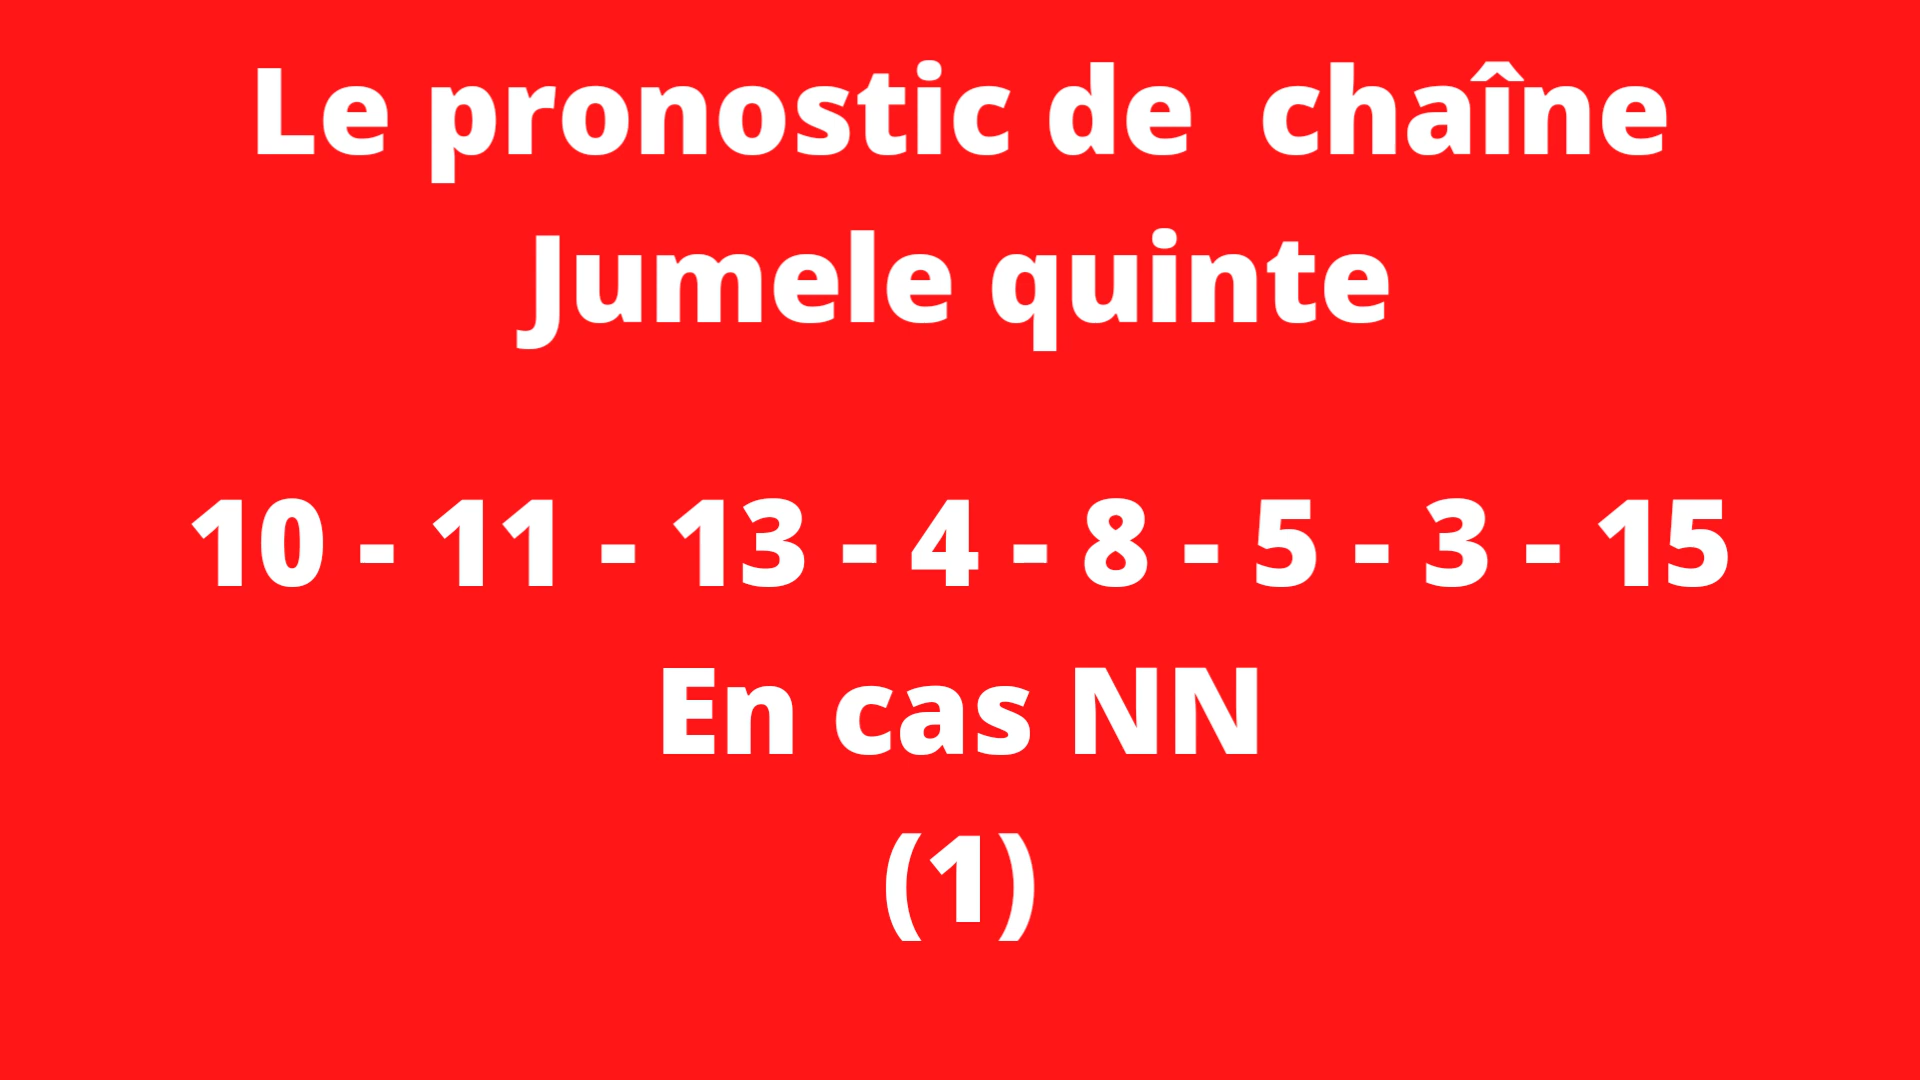 Le pronostic de chaîne
Jumele quinte
10 - 11 - 13 - 4 - 8 - 5 - 3 - 15
En cas NN
(1)